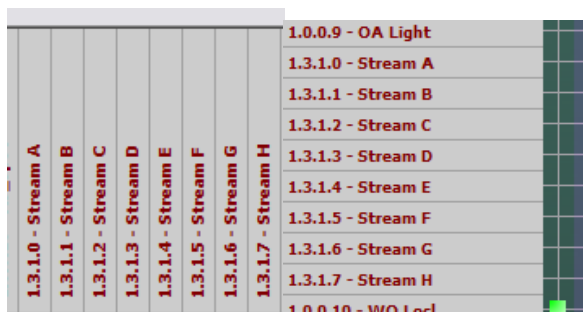 1.3.1.0 - Stream A
1.3.1.1 - Stream B
1.3.1.2 - Stream C
1.3.1.3 - Stream D
1.3.1.4 - Stream E
1.3.1.5 - Stream F
1.3.1.6 - Stream G
1.3.1.7 - Stream H
1.0.0.9 - OA Light
1.3.1.0 - Stream A
1.3.1.1 - Stream B
1.3.1.2 - Stream C
1.3.1.3 - Stream D
1.3.1.4 - Stream E
1.3.1.5 - Stream F
1.3.1.6 - Stream G
1.3.1.7 - Stream H
1.0.0.10 -